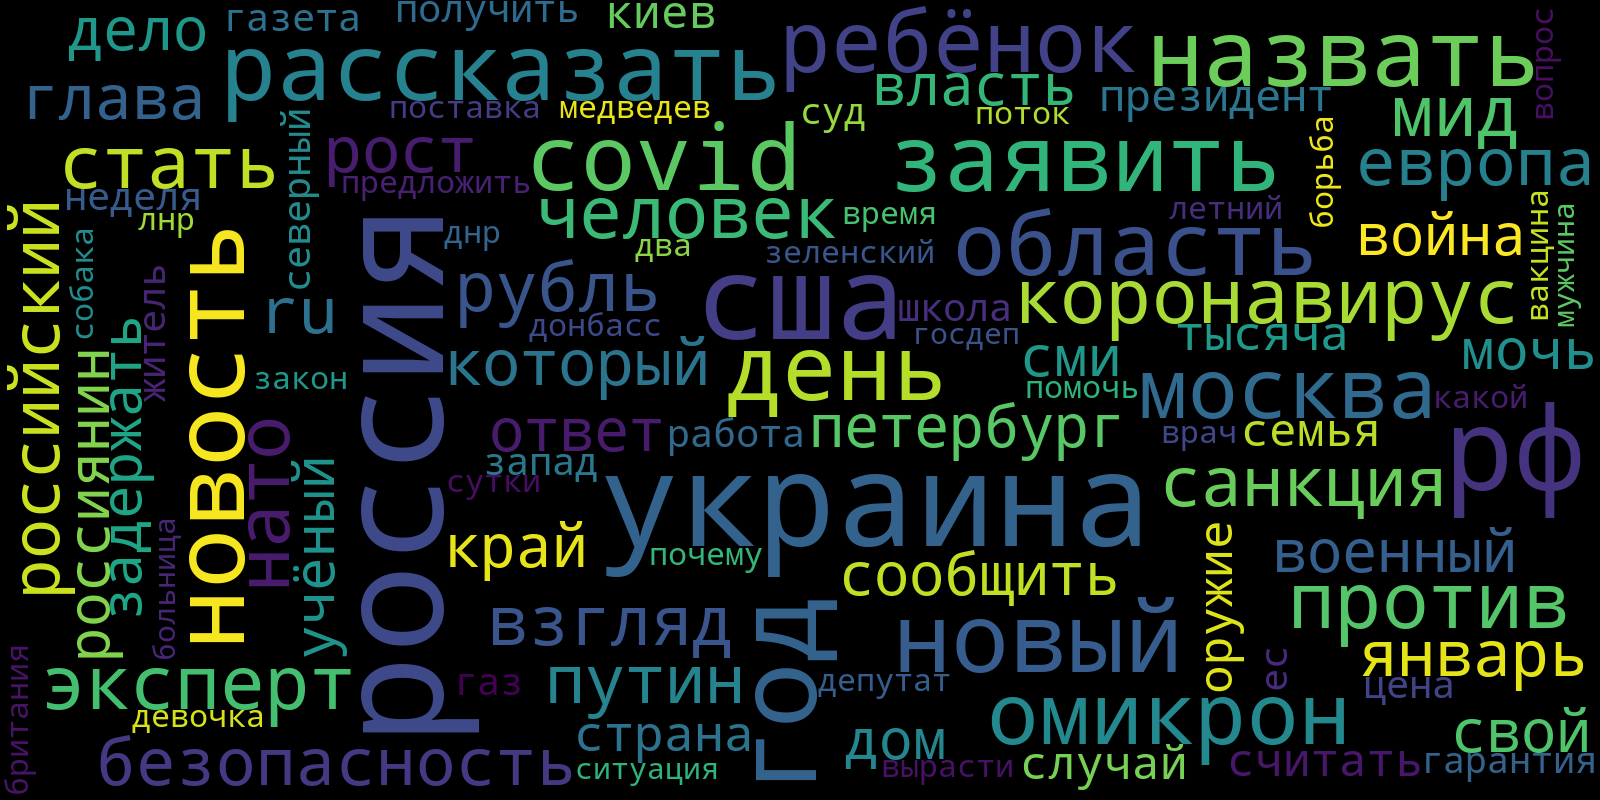 дело
газета
получить
киев
рассказать
ребёнок
назвать
вопрос
глава
поставка
медведев
власть
суд
поток
президент
мид
стать
северный
рост
предложить
covid
заявить
борьба
европа
неделя
лнр
человек
время
летний
днр
два
зеленский
область
война
вакцина
мужчина
российский
собака
житель
новость
ru
россия
рубль
донбасс
сша
школа
госдеп
коронавирус
тысяча
сми
мочь
закон
который
день
помочь
москва
какой
россиянин
задержать
нато
ответ
работа
петербург
врач
семья
рф
запад
сутки
украина
санкция
учёный
больница
край
почему
сообщить
оружие
военный
против
взгляд
год
новый
январь
британия
эксперт
газ
путин
депутат
ес
цена
девочка
омикрон
свой
безопасность
страна
ситуация
дом
вырасти
случай
считать
гарантия